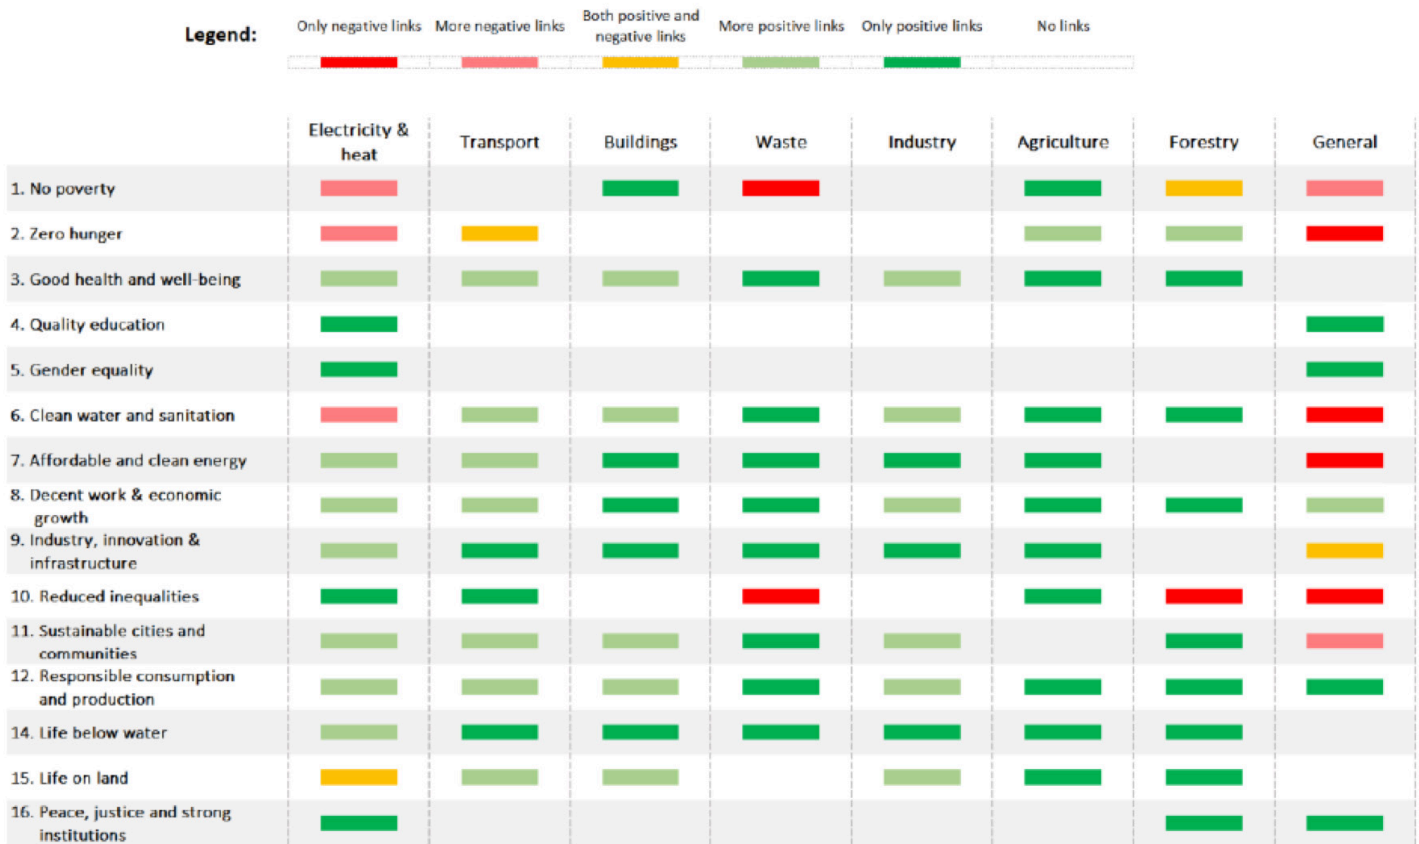 Legend:
Only negative links
More negative links
Both positive and
negative links
More positive links
Only positive links
No links
Electricity &
heat
Transport
Buildings
Waste
Industry
Agriculture
Forestry
General
1. No poverty
2. Zero hunger
3. Good health and well-being
4. Quality education
5. Gender equality
6. Clean water and sanitation
7. Affordable and clean energy
8. Decent work & economic
growth
9. Industry, innovation &
infrastructure
10. Reduced inequalities
11. Sustainable cities and
communities
12. Responsible consumption
and production
14. Life below water
15. Life on land
16. Peace, justice and strong
institutions